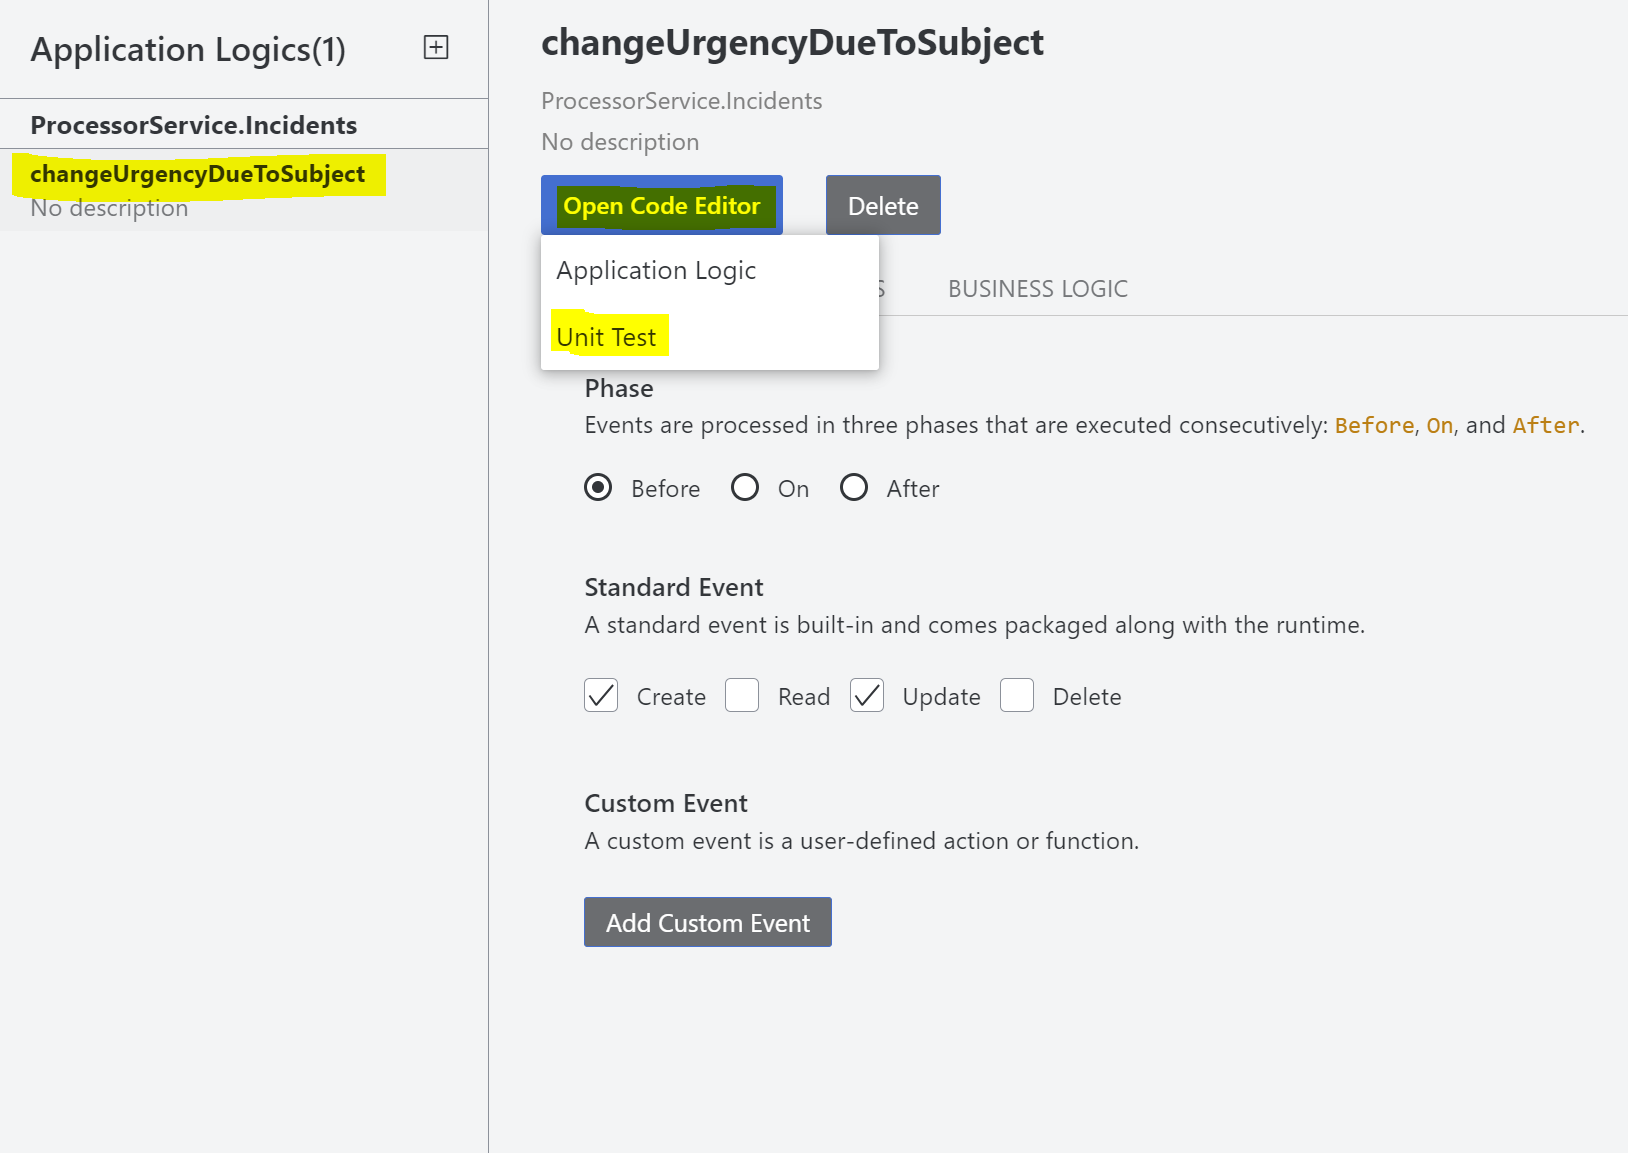 Application Logics(1)
ProcessorService.Incidents
changeUrgencyDueToSubject
No description
changeUrgencyDueToSubject
ProcessorService.Incidents
No description
Open Code Editor
Delete
Application Logic
Unit Test
S
BUSINESS LOGIC
Phase
Events are processed in three phases that are executed consecutively: Before, On, and After.
Before On After
Standard Event
A standard event is built-in and comes packaged along with the runtime.
Create Read Update Delete
Custom Event
A custom event is a user-defined action or function.
Add Custom Event